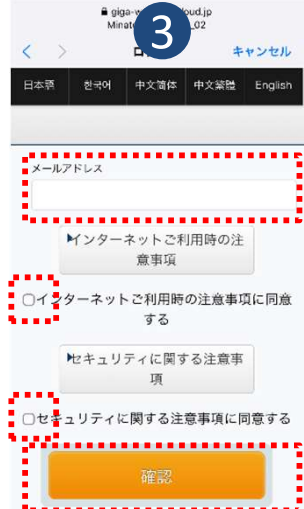 giga-w
oud.jp
Minat
_02
3
キャンセル
日本語 한국어 中文简体 中文繁體 English
メールアドレス
インターネットご利用時の注
意事項
インターネットご利用時の注意事項に同意
する
セキュリティに関する注意事
項
セキュリティに関する注意事項に同意する
確認